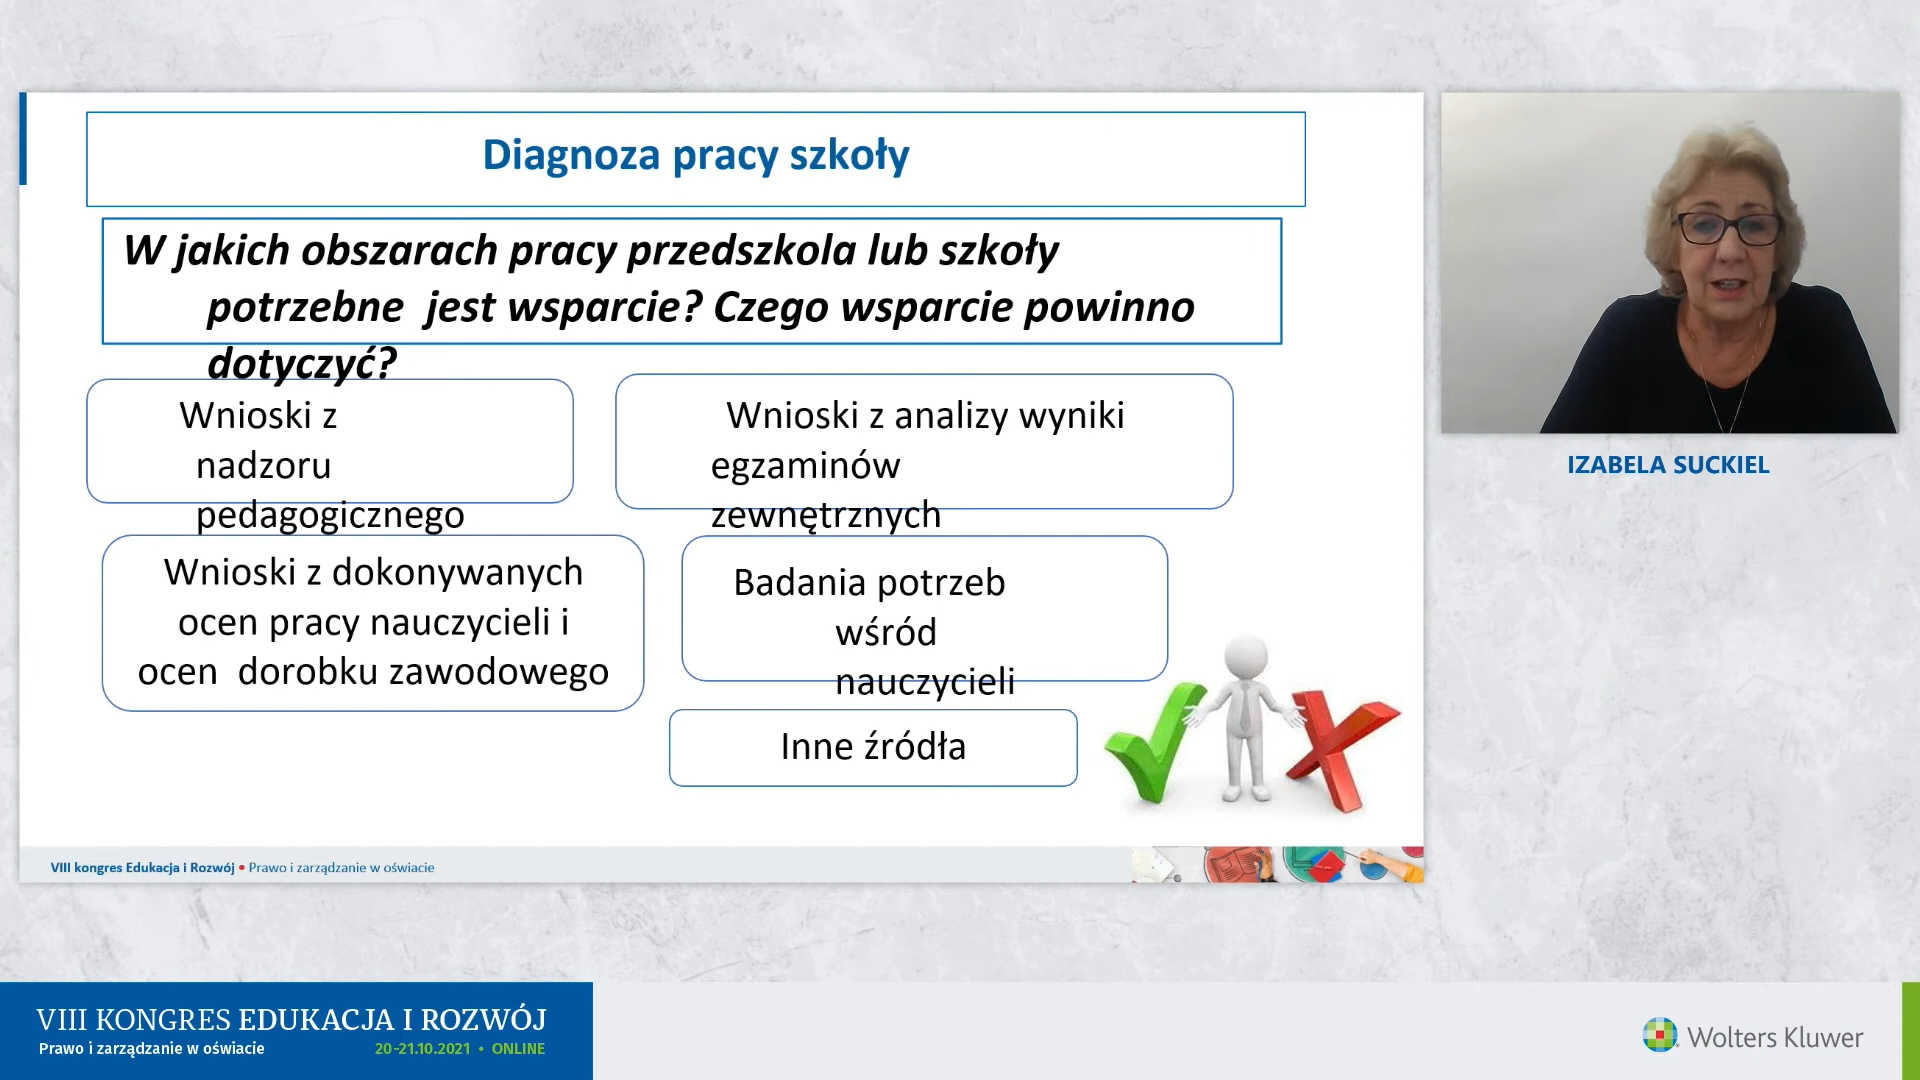 Diagnoza pracy szkoły
W jakich obszarach pracy przedszkola lub szkoły
potrzebne jest wsparcie? Czego wsparcie powinno
dotyczyć?
Wnioski z
nadzoru
pedagogicznego
Wnioski z analizy wyniki
egzaminów
zewnętrznych
Wnioski z dokonywanych
ocen pracy nauczycieli i
ocen dorobku zawodowego
Badania potrzeb
wśród
nauczycieli
Inne źródła
VIII kongres Edukacja i Rozwój • Prawo i zarządzanie w oświacie
IZABELA SUCKIEL
VIII KONGRES EDUKACJA I ROZWÓJ
Prawo i zarządzanie w oświacie 20-21.10.2021 • ONLINE
Wolters Kluwer